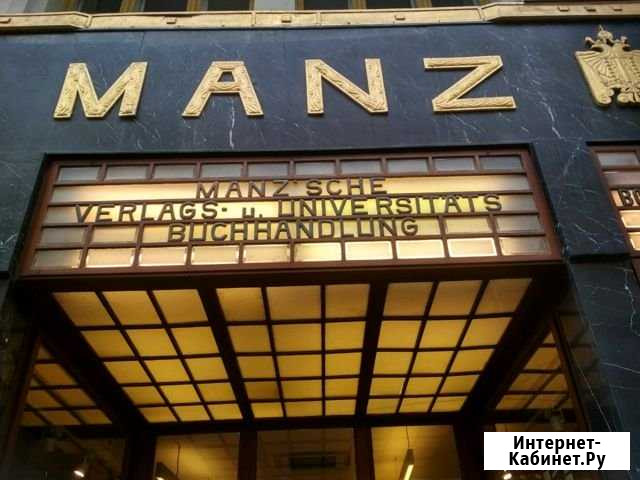 MANZ
MANZ'SCHE
VERLAGS- u. UNIVERSITÄTS
BUCHHANDLUNG
Интернет-
Кабинет.Ру